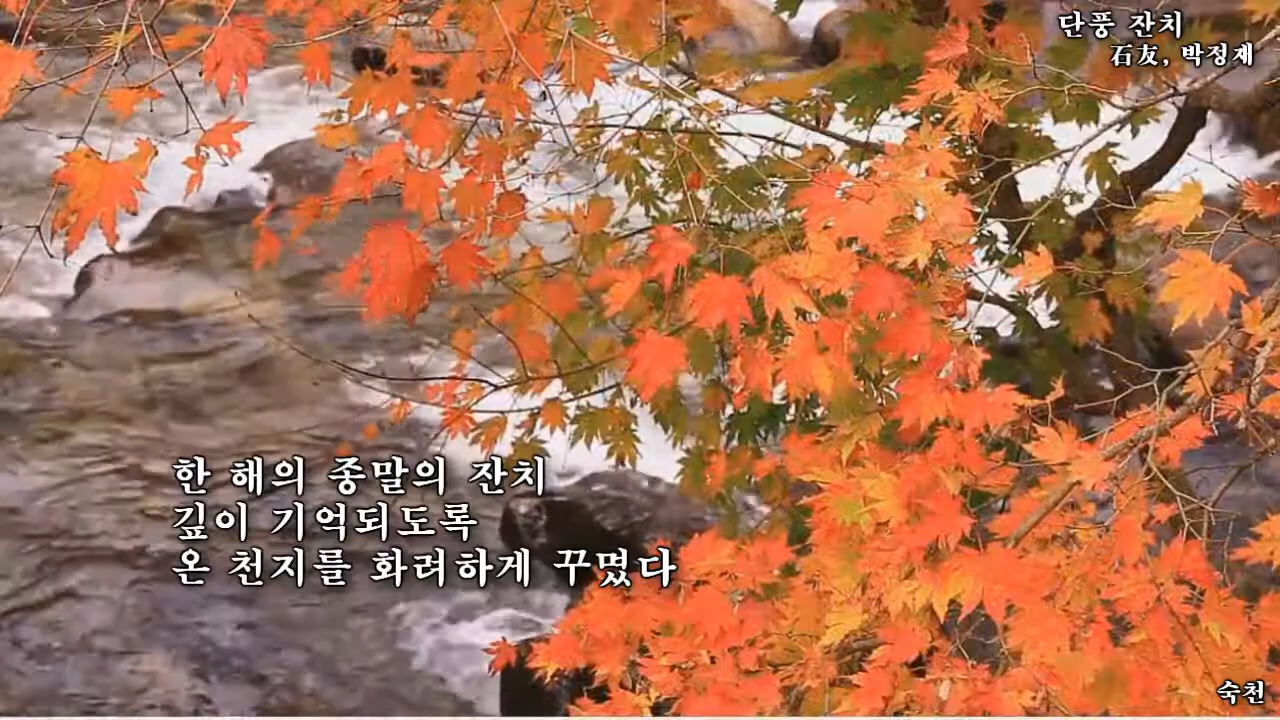 단풍 잔치
石友, 박정재
한 해의 종말의 잔치
깊이 기억되도록
온 천지를 화려하게 꾸몄다
숙천